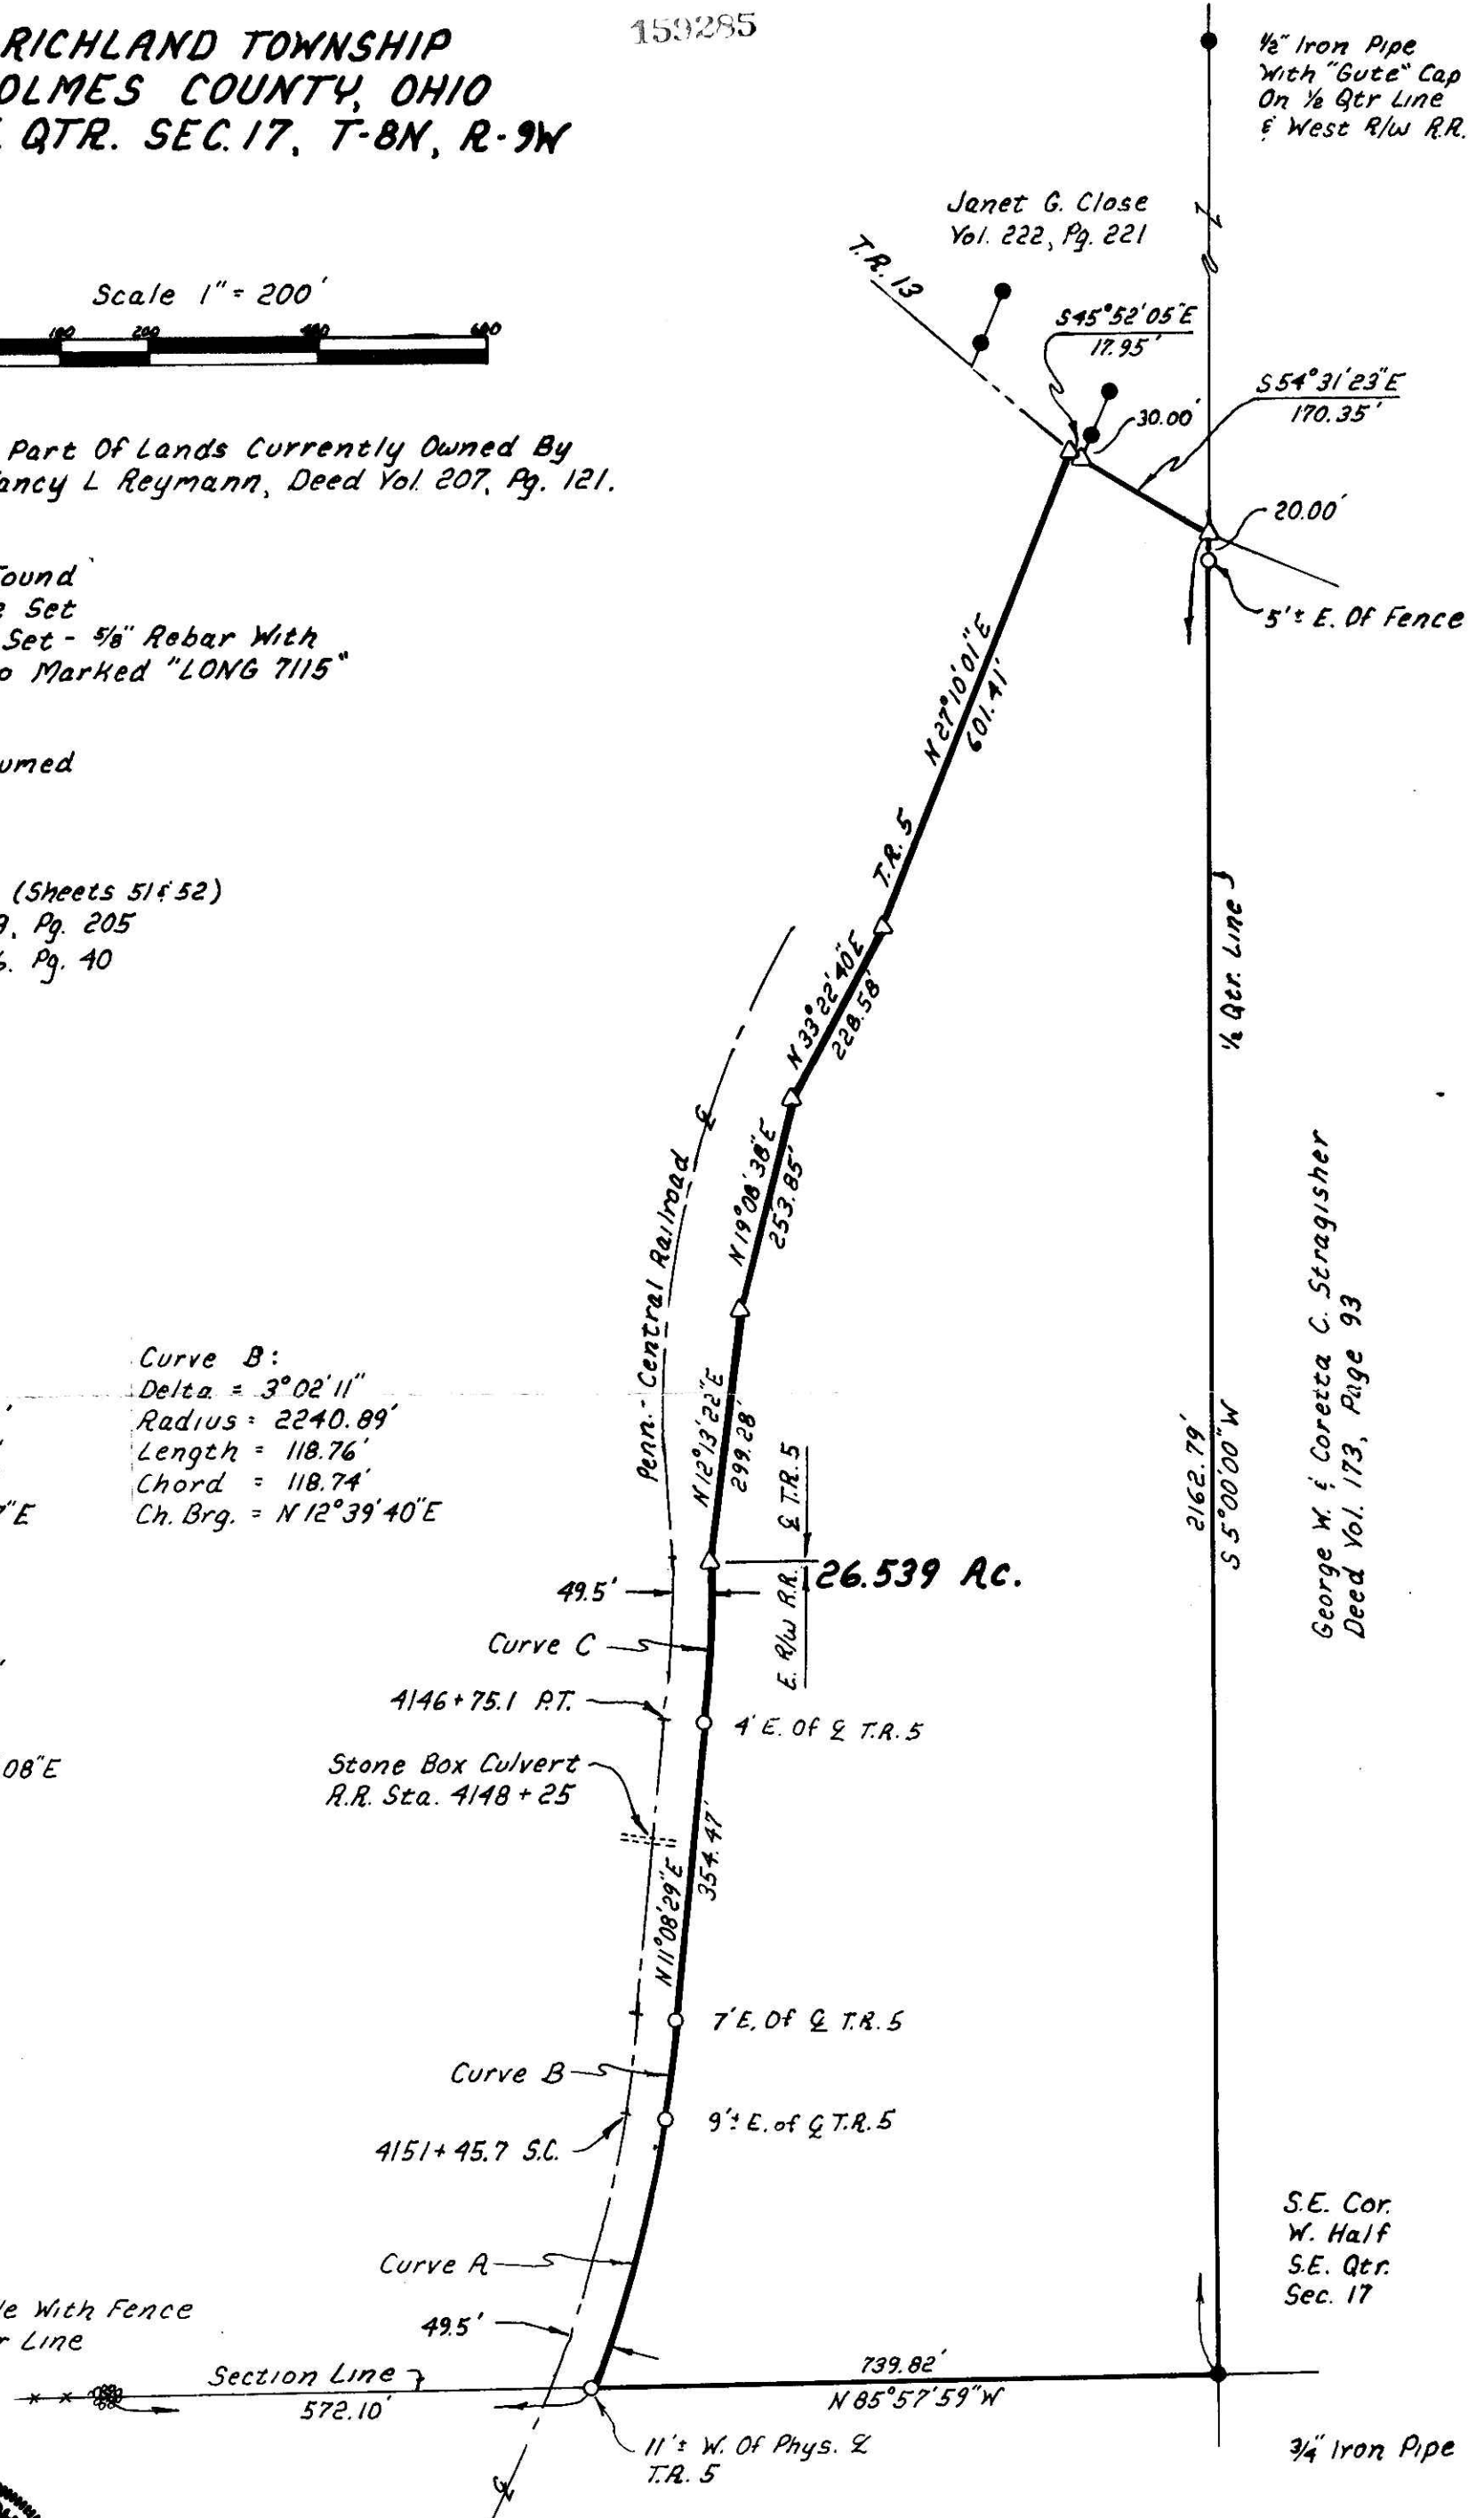 159285
RICHLAND TOWNSHIP
OLMES COUNTY, OHIO
QTR. SEC. 17, T-8N, R-9W
½" Iron Pipe
With "Gute" Cap
On ½ Qtr Line
& West R/W R.R.
Janet G. Close
Vol. 222, Pg. 221
T.R. 13
Scale 1" = 200'
100 200 400 600
S45°52'05"E
17.95'
30.00'
S54°31'23"E
170.35'
20.00'
5'± E. Of Fence
Part Of Lands Currently Owned By
ancy L Reymann, Deed Vol. 207, Pg. 121.
Found
e Set
Set - ⅝" Rebar With
p Marked "LONG 7115"
umed
(Sheets 51 & 52)
Pg. 205
Pg. 40
N27°10'01"E
601.41'
T.R. 5
N33°22'40"E
228.58'
N19°08'38"E
253.85'
N12°13'22"E
299.28'
Penn.-Central Railroad
℄
½ Qtr. Line
2162.79'
S5°00'00"W
George W. & Coretta C. Stragisher
Deed Vol. 173, Page 93
Curve B:
Delta = 3°02'11"
Radius = 2240.89'
Length = 118.76'
Chord = 118.74'
Ch. Brg. = N12°39'40"E
"E
℄ T.R. 5
E. R/W R.R.
26.539 Ac.
49.5'
Curve C
4146+75.1 P.T.
4' E. Of ℄ T.R. 5
08"E
Stone Box Culvert
R.R. Sta. 4148+25
N11°08'29"E
354.47'
7' E. Of ℄ T.R. 5
Curve B
9'± E. of ℄ T.R. 5
4151+45.7 S.C.
Curve A
49.5'
S.E. Cor.
W. Half
S.E. Qtr.
Sec. 17
e With Fence
r Line
Section Line
572.10'
739.82'
N85°57'59"W
11'± W. Of Phys. ℄
T.R. 5
¾" Iron Pipe
℄